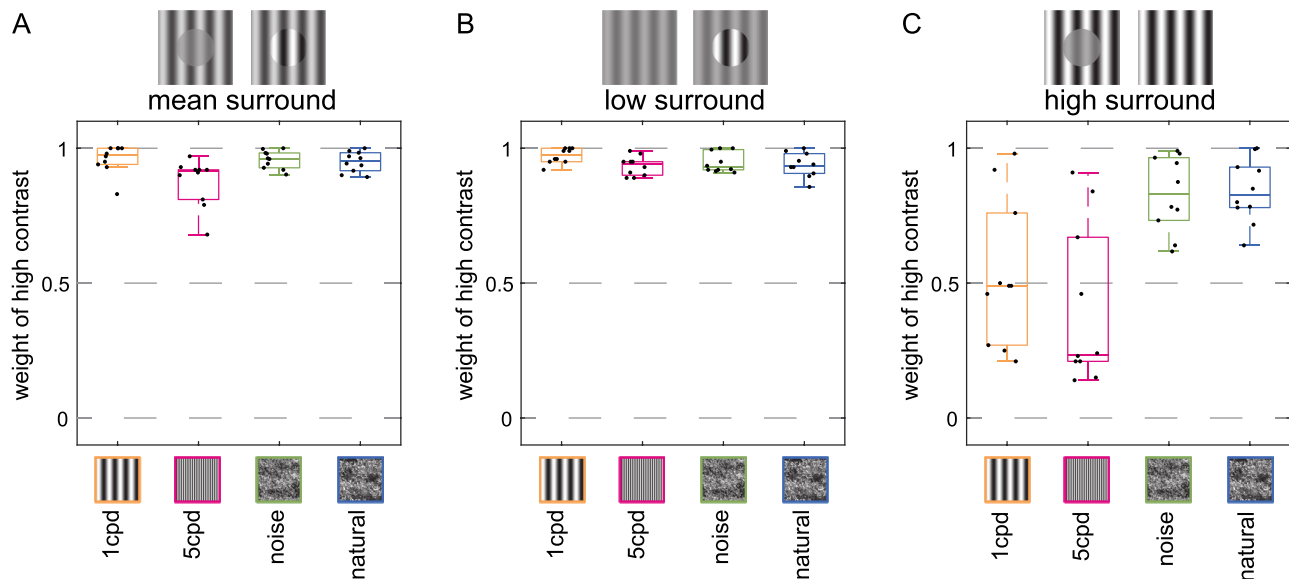 A
mean surround
weight of high contrast
1
0.5
0
1cpd
5cpd
noise
natural
B
low surround
weight of high contrast
1
0.5
0
1cpd
5cpd
noise
natural
C
high surround
weight of high contrast
1
0.5
0
1cpd
5cpd
noise
natural